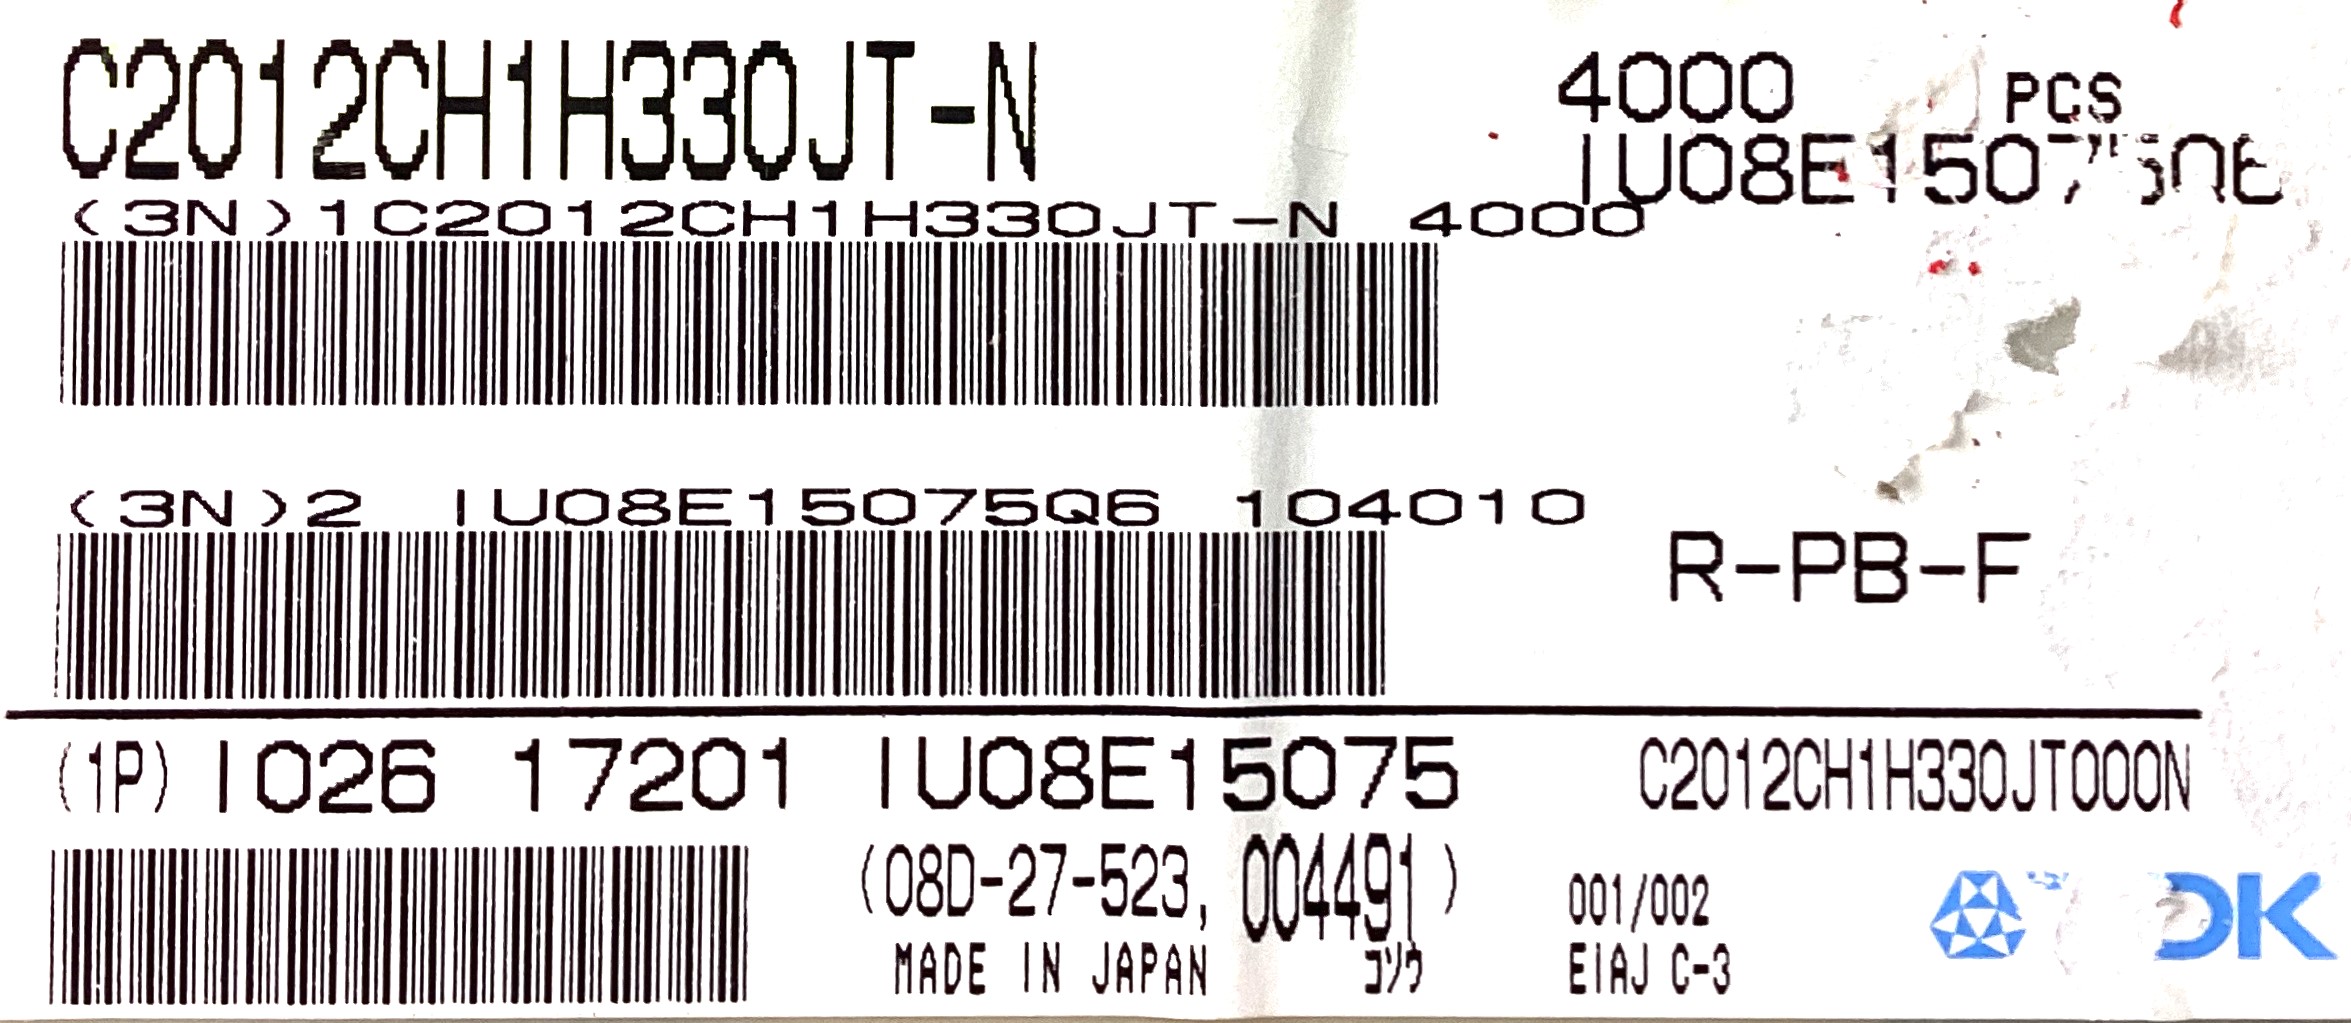 C2012CH1H330JT-N
4000 PCS
(3N)1C2012CH1H330JT-N 4000
(3N)2 IU08E15075Q6 104010
R-PB-F
(1P) I026 17201 IU08E15075
C2012CH1H330JT000N
(08D-27-523, 004491)
001/002
MADE IN JAPAN コソウ
EIAJ C-3